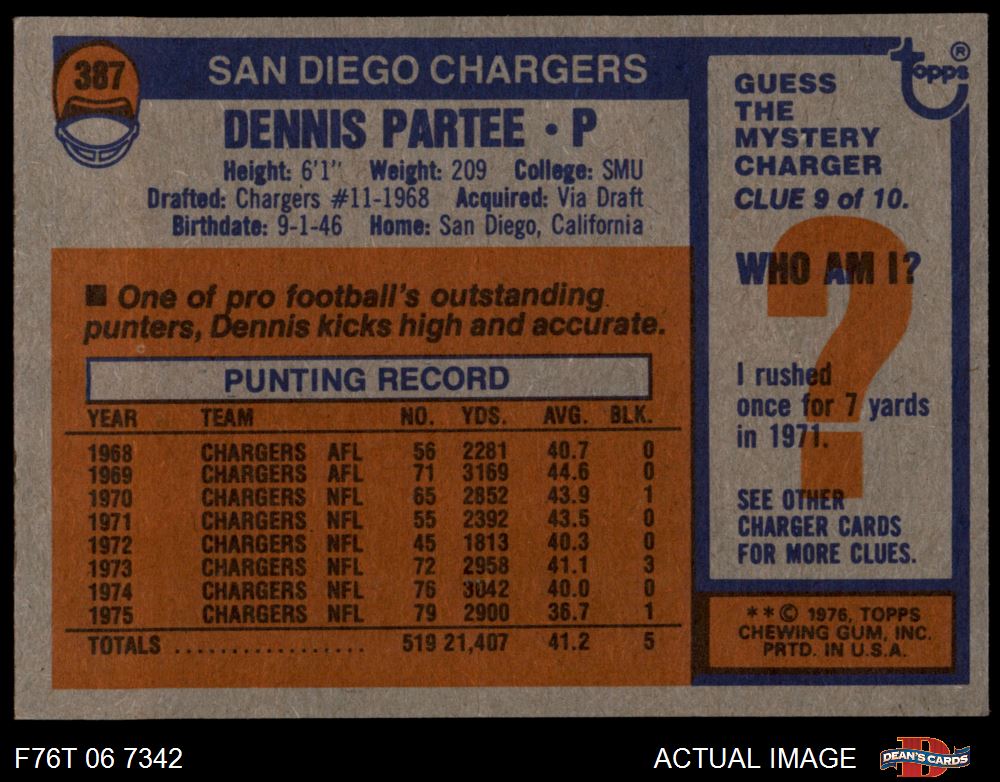 387
SAN DIEGO CHARGERS
DENNIS PARTEE · P
Height: 6'1" Weight: 209 College: SMU
Drafted: Chargers #11-1968 Acquired: Via Draft
Birthdate: 9-1-46 Home: San Diego, California
■ One of pro football's outstanding
punters, Dennis kicks high and accurate.
PUNTING RECORD
YEAR TEAM NO. YDS. AVG. BLK.
1968 CHARGERS AFL 56 2281 40.7 0
1969 CHARGERS AFL 71 3169 44.6 0
1970 CHARGERS NFL 65 2852 43.9 1
1971 CHARGERS NFL 55 2392 43.5 0
1972 CHARGERS NFL 45 1813 40.3 0
1973 CHARGERS NFL 72 2958 41.1 3
1974 CHARGERS NFL 76 3042 40.0 0
1975 CHARGERS NFL 79 2900 36.7 1
TOTALS .................. 519 21,407 41.2 5
topps ®
GUESS
THE
MYSTERY
CHARGER
CLUE 9 of 10.
WHO AM I?
?
I rushed
once for 7 yards
in 1971.
SEE OTHER
CHARGER CARDS
FOR MORE CLUES.
**© 1976, TOPPS
CHEWING GUM, INC.
PRTD. IN U.S.A.
F76T 06 7342
ACTUAL IMAGE
D
DEAN'S CARDS